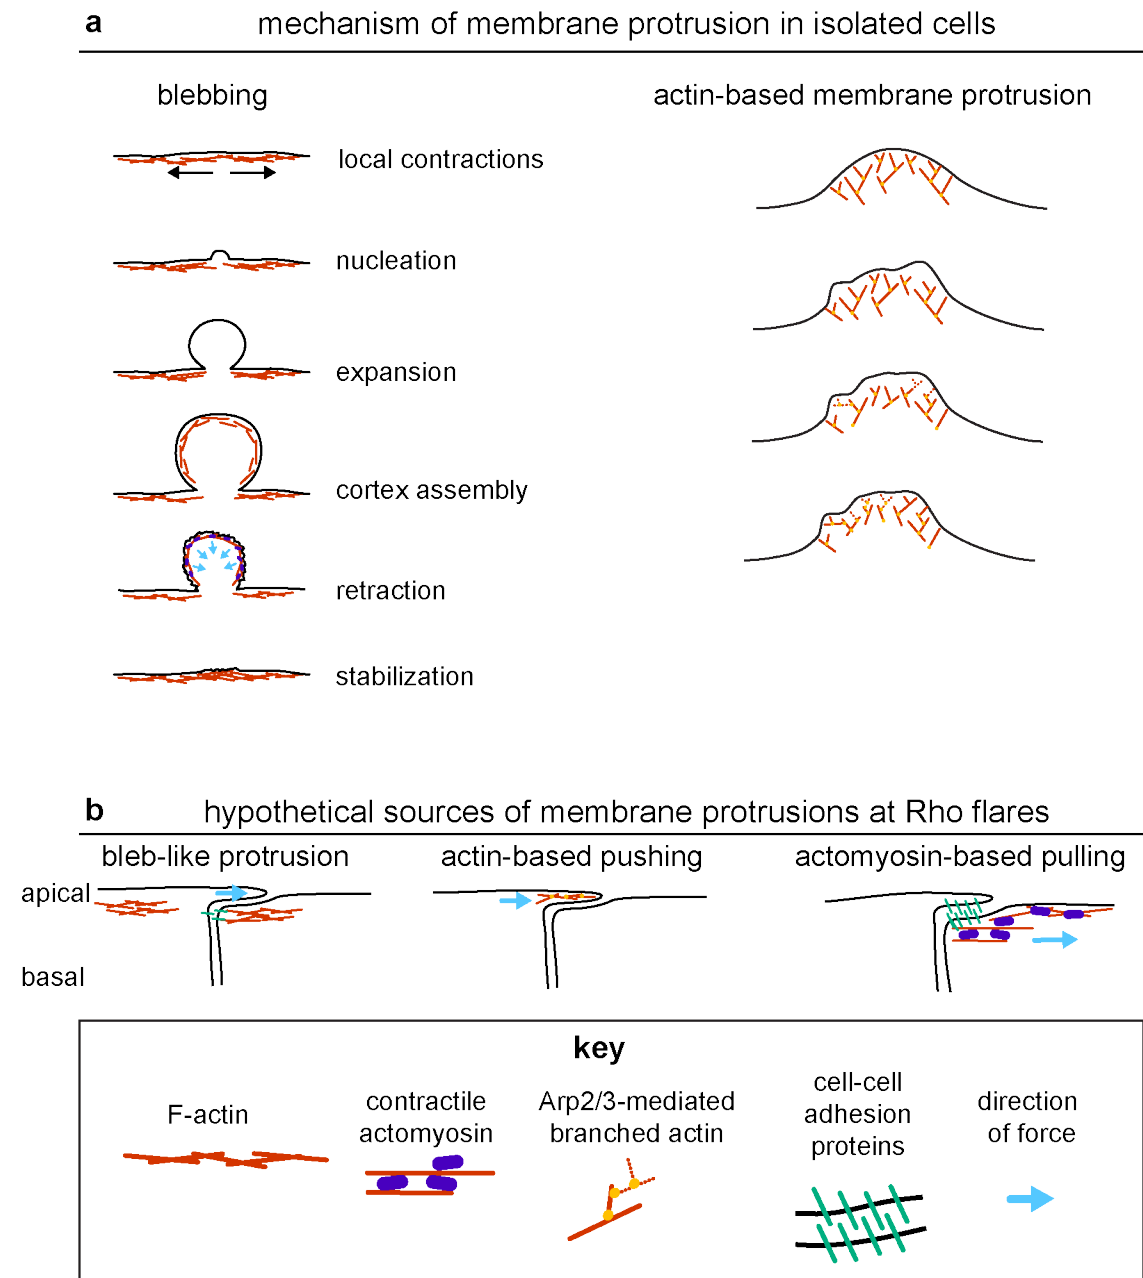 a mechanism of membrane protrusion in isolated cells
blebbing
actin-based membrane protrusion
local contractions
nucleation
expansion
cortex assembly
retraction
stabilization
b hypothetical sources of membrane protrusions at Rho flares
bleb-like protrusion
actin-based pushing
actomyosin-based pulling
apical
basal
key
F-actin
contractile
actomyosin
Arp2/3-mediated
branched actin
cell-cell
adhesion
proteins
direction
of force